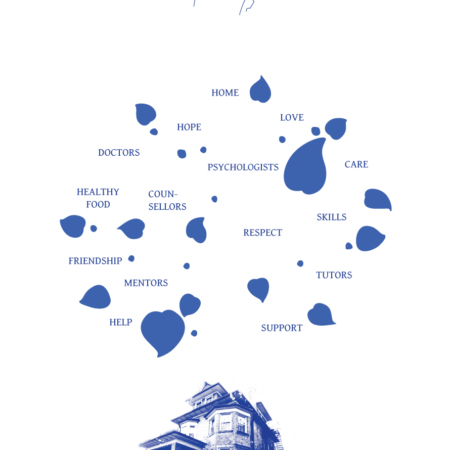 HOME
LOVE
HOPE
DOCTORS
PSYCHOLOGISTS
CARE
HEALTHY
FOOD
COUN-
SELLORS
SKILLS
RESPECT
FRIENDSHIP
TUTORS
MENTORS
HELP
SUPPORT